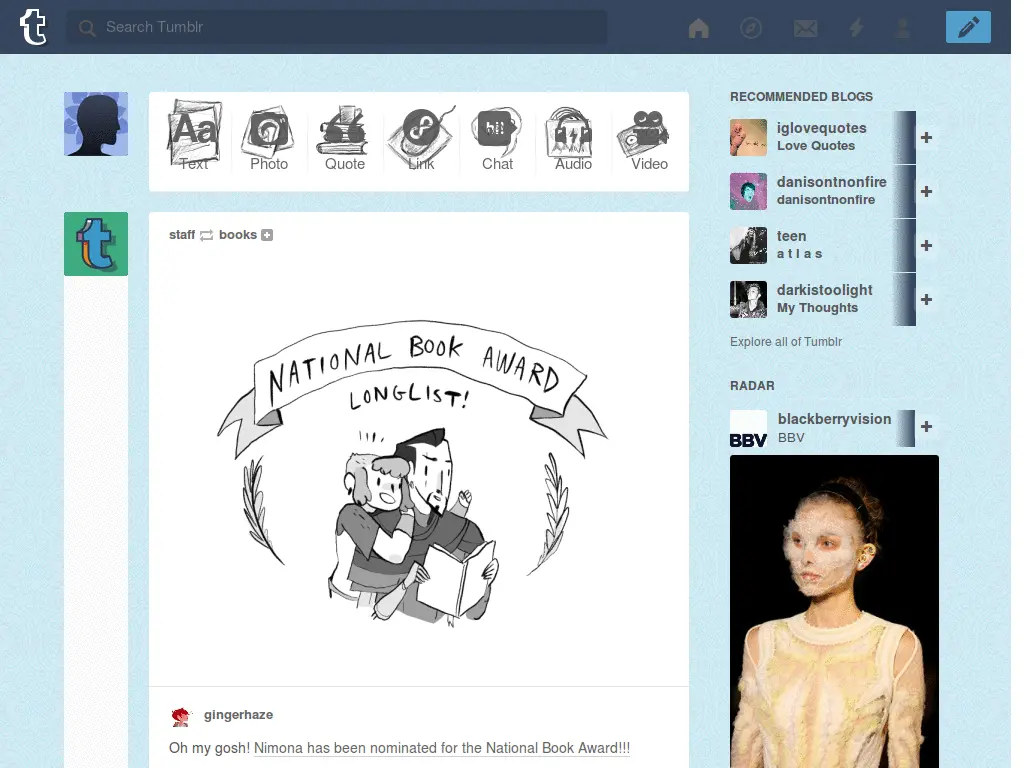 t
Search Tumblr
Aa
Text
Photo
Quote
Link
hi!
Chat
Audio
Video
t
staff books
NATIONAL BOOK AWARD
LONGLIST!
gingerhaze
Oh my gosh! Nimona has been nominated for the National Book Award!!!
RECOMMENDED BLOGS
iglovequotes
Love Quotes
danisontnonfire
danisontnonfire
teen
a t l a s
darkistoolight
My Thoughts
Explore all of Tumblr
RADAR
BBV
blackberryvision
BBV